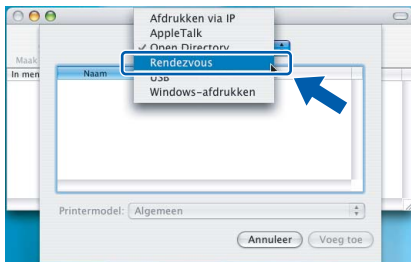 Afdrukken via IP
AppleTalk
Open Directory
Rendezvous
USB
Windows-afdrukken
Maak
In men
Naam
Printermodel: Algemeen
Annuleer
Voeg toe